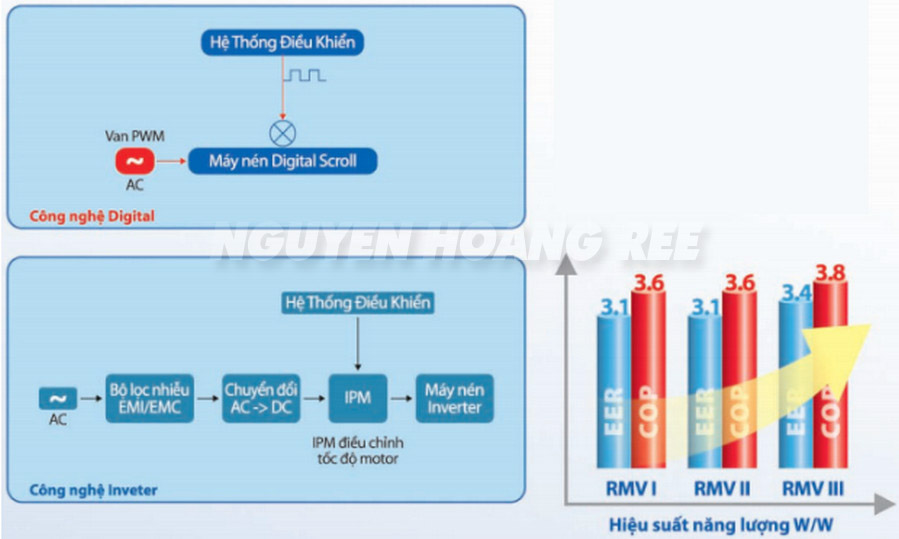 Hệ Thống Điều Khiển
Van PWM
~
AC
Máy nén Digital Scroll
Công nghệ Digital
NGUYEN HOANG REE
Hệ Thống Điều Khiển
~
AC
Bộ lọc nhiễu
EMI/EMC
Chuyển đổi
AC -> DC
IPM
Máy nén
Inverter
IPM điều chỉnh
tốc độ motor
Công nghệ Inveter
3.1
3.6
3.1
3.6
3.4
3.8
EER
COP
EER
COP
EER
COP
RMV I
RMV II
RMV III
Hiệu suất năng lượng W/W